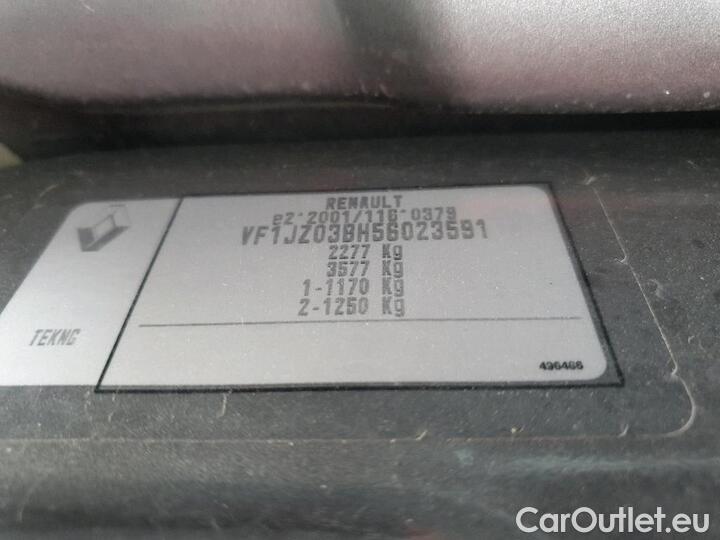 RENAULT
e2*2001/116*0379
VF1JZ03BH56023591
2277 Kg
3577 Kg
1-1170 Kg
2-1250 Kg
TEKNG
436466
CarOutlet.eu